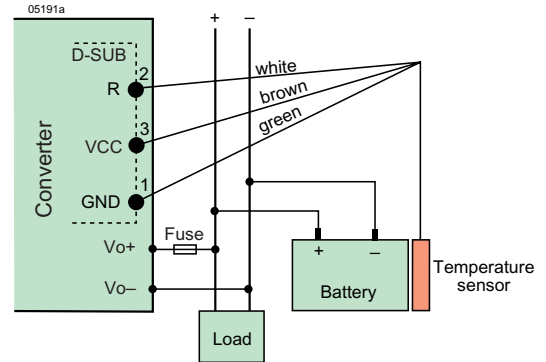 05191a
+ –
D-SUB
2
R
white
brown
green
3
VCC
1
GND
Converter
Fuse
Vo+
Vo–
+ –
Battery
Temperature
sensor
Load